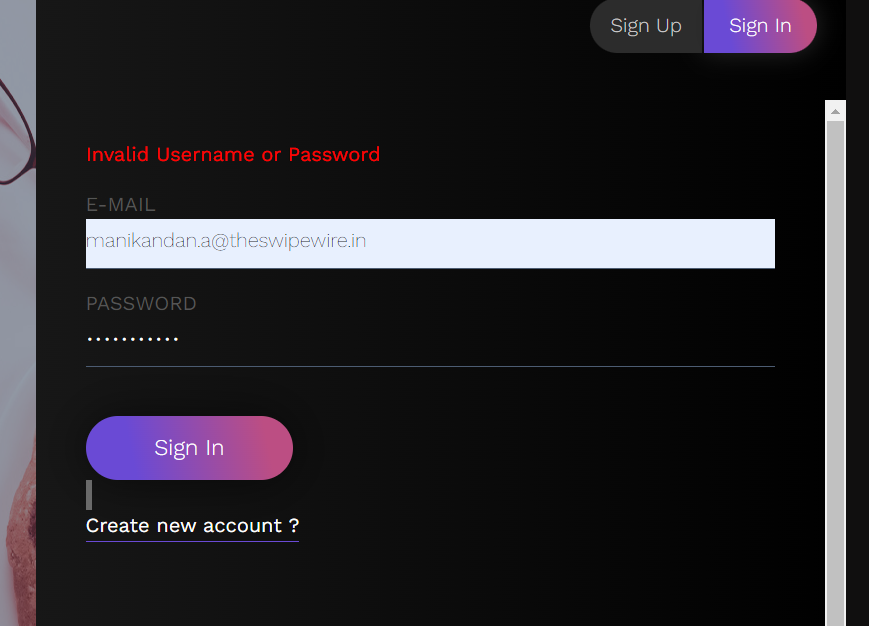 Sign Up
Sign In
Invalid Username or Password
E-MAIL
manikandan.a@theswipewire.in
PASSWORD
...........
Sign In
Create new account ?